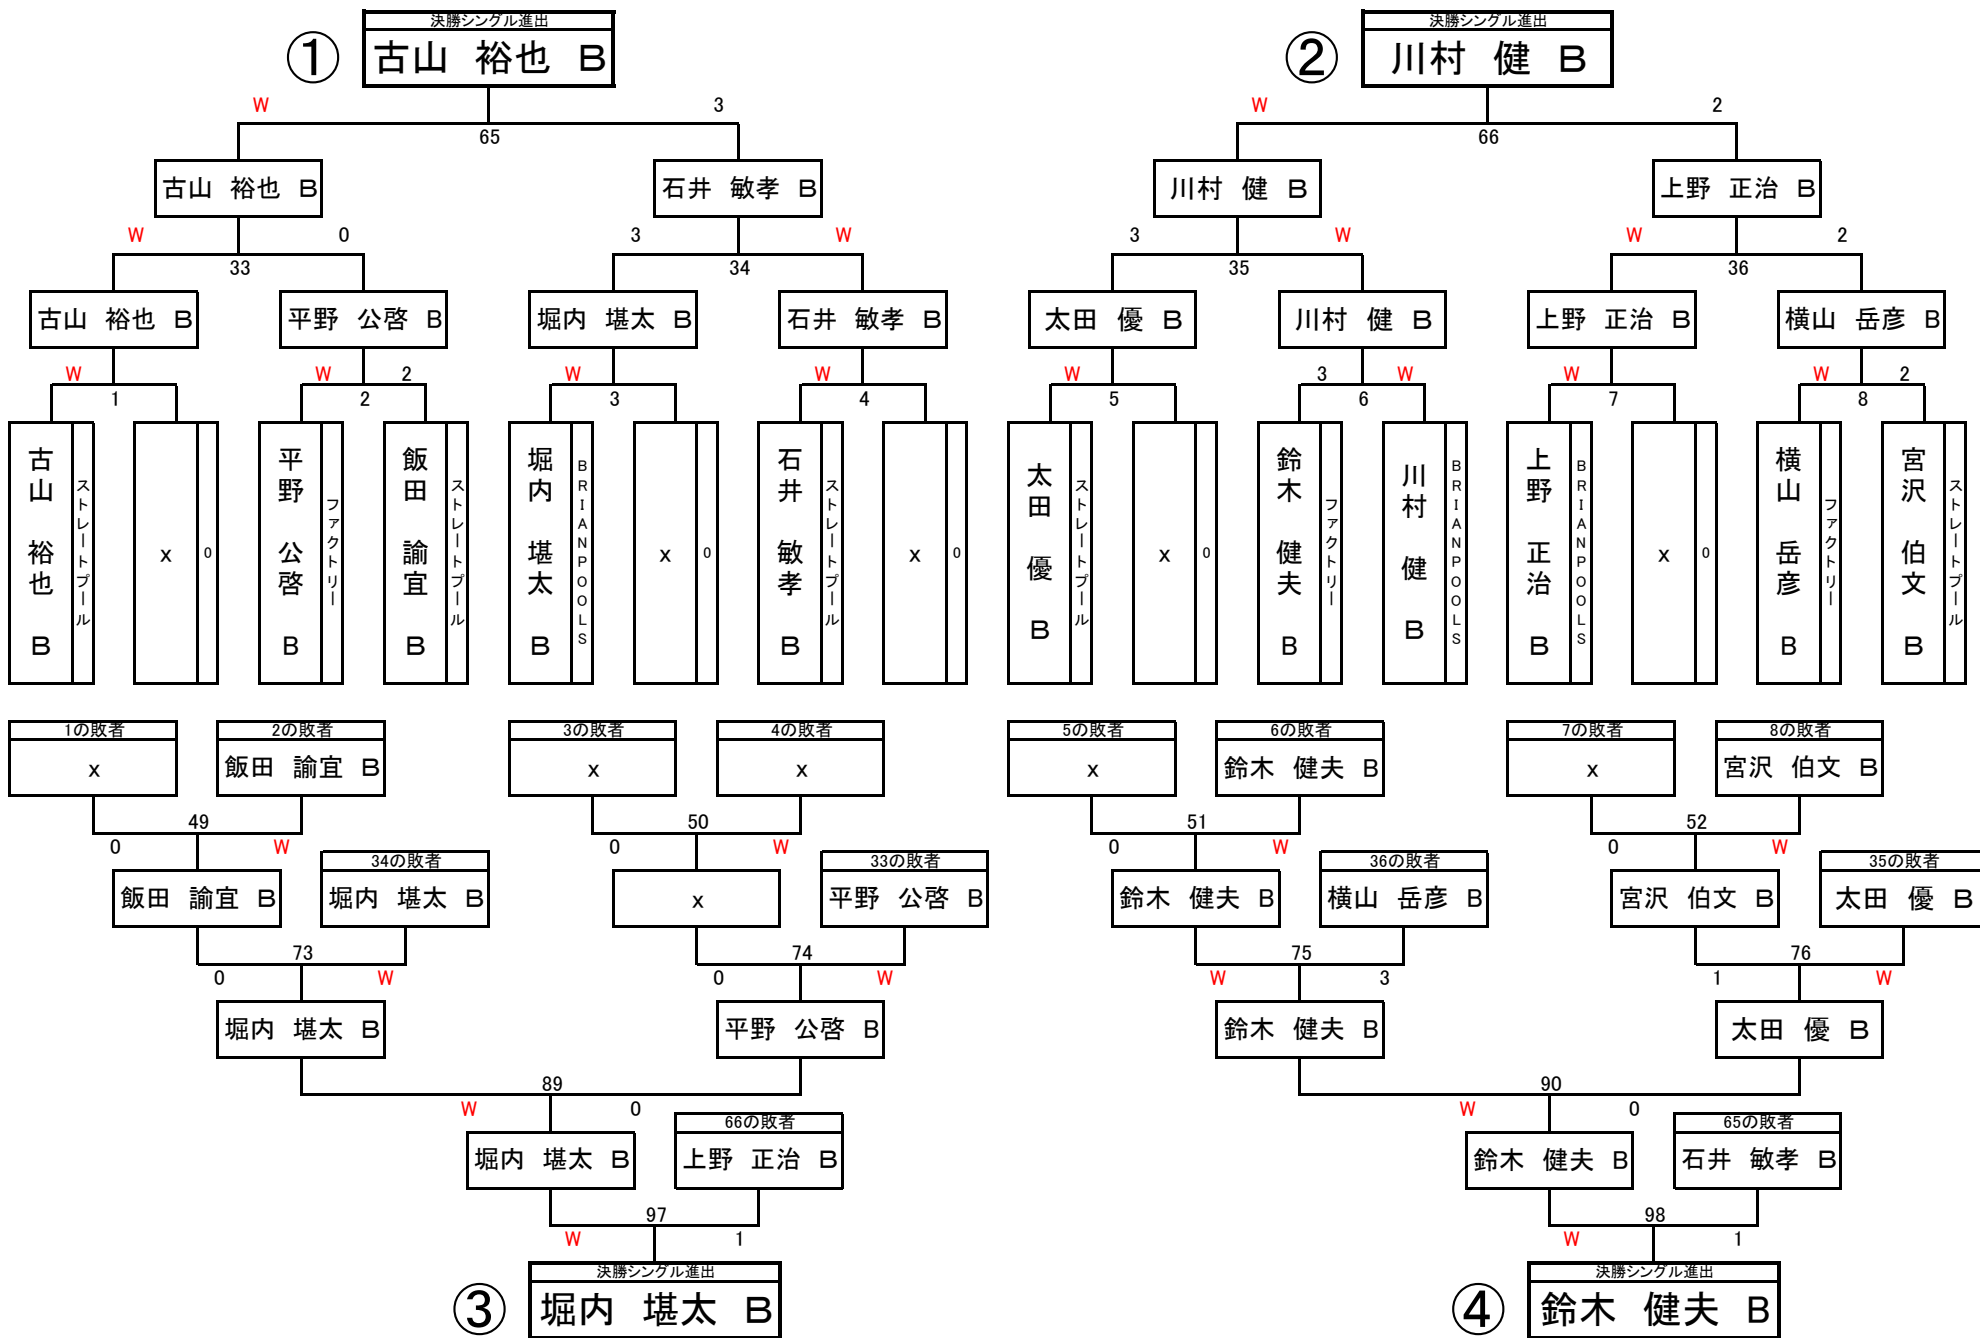 決勝シングル進出 決勝シングル進出
① 古山 裕也 B ② 川村 健 B
W 3 W 2
65 66
古山 裕也 B 石井 敏孝 B 川村 健 B 上野 正治 B
W 0 3 W 3 W W 2
33 34 35 36
古山 裕也 B 平野 公啓 B 堀内 堪太 B 石井 敏孝 B 太田 優 B 川村 健 B 上野 正治 B 横山 岳彦 B
W W 2 W W W 3 W W W 2
1 2 3 4 5 6 7 8
古山 裕也 B
ストレートプール
x
0
平野 公啓 B
ファクトリー
飯田 諭宜 B
ストレートプール
堀内 堪太 B
BRIANPOOLS
x
0
石井 敏孝 B
ストレートプール
x
0
太田 優 B
ストレートプール
x
0
鈴木 健夫 B
ファクトリー
川村 健 B
BRIANPOOLS
上野 正治 B
BRIANPOOLS
x
0
横山 岳彦 B
ファクトリー
宮沢 伯文 B
ストレートプール
1の敗者 2の敗者 3の敗者 4の敗者 5の敗者 6の敗者 7の敗者 8の敗者
x 飯田 諭宜 B x x x 鈴木 健夫 B x 宮沢 伯文 B
49 50 51 52
0 W 0 W 0 W 0 W
34の敗者 33の敗者 36の敗者 35の敗者
飯田 諭宜 B 堀内 堪太 B x 平野 公啓 B 鈴木 健夫 B 横山 岳彦 B 宮沢 伯文 B 太田 優 B
73 74 75 76
0 W 0 W W 3 1 W
堀内 堪太 B 平野 公啓 B 鈴木 健夫 B 太田 優 B
89 90
W 0 W 0
66の敗者 65の敗者
堀内 堪太 B 上野 正治 B 鈴木 健夫 B 石井 敏孝 B
97 98
W 1 W 1
決勝シングル進出 決勝シングル進出
③ 堀内 堪太 B ④ 鈴木 健夫 B